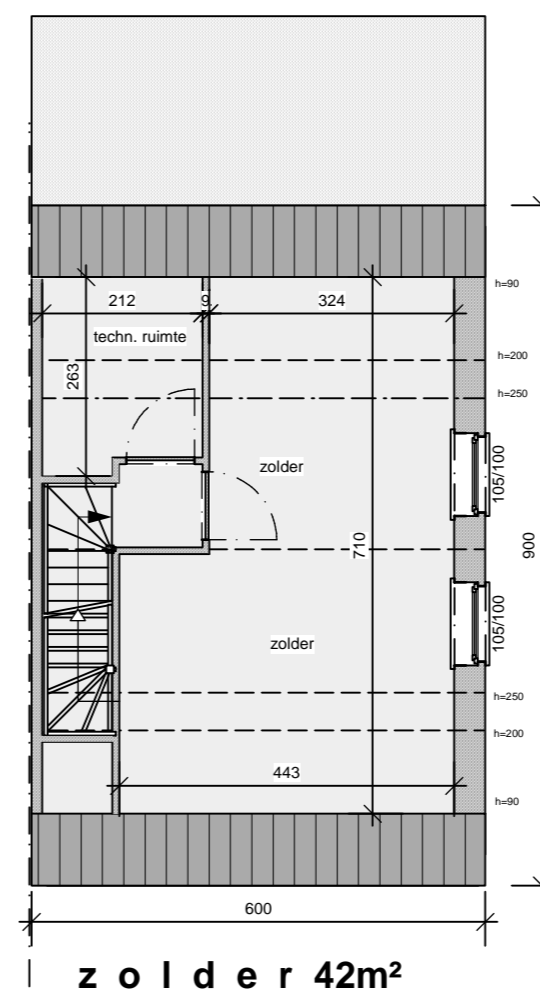 h=90
212 9 324
techn. ruimte
h=200
263
h=250
zolder
105/100
710
900
105/100
zolder
h=250
h=200
443
h=90
600
zolder 42m²